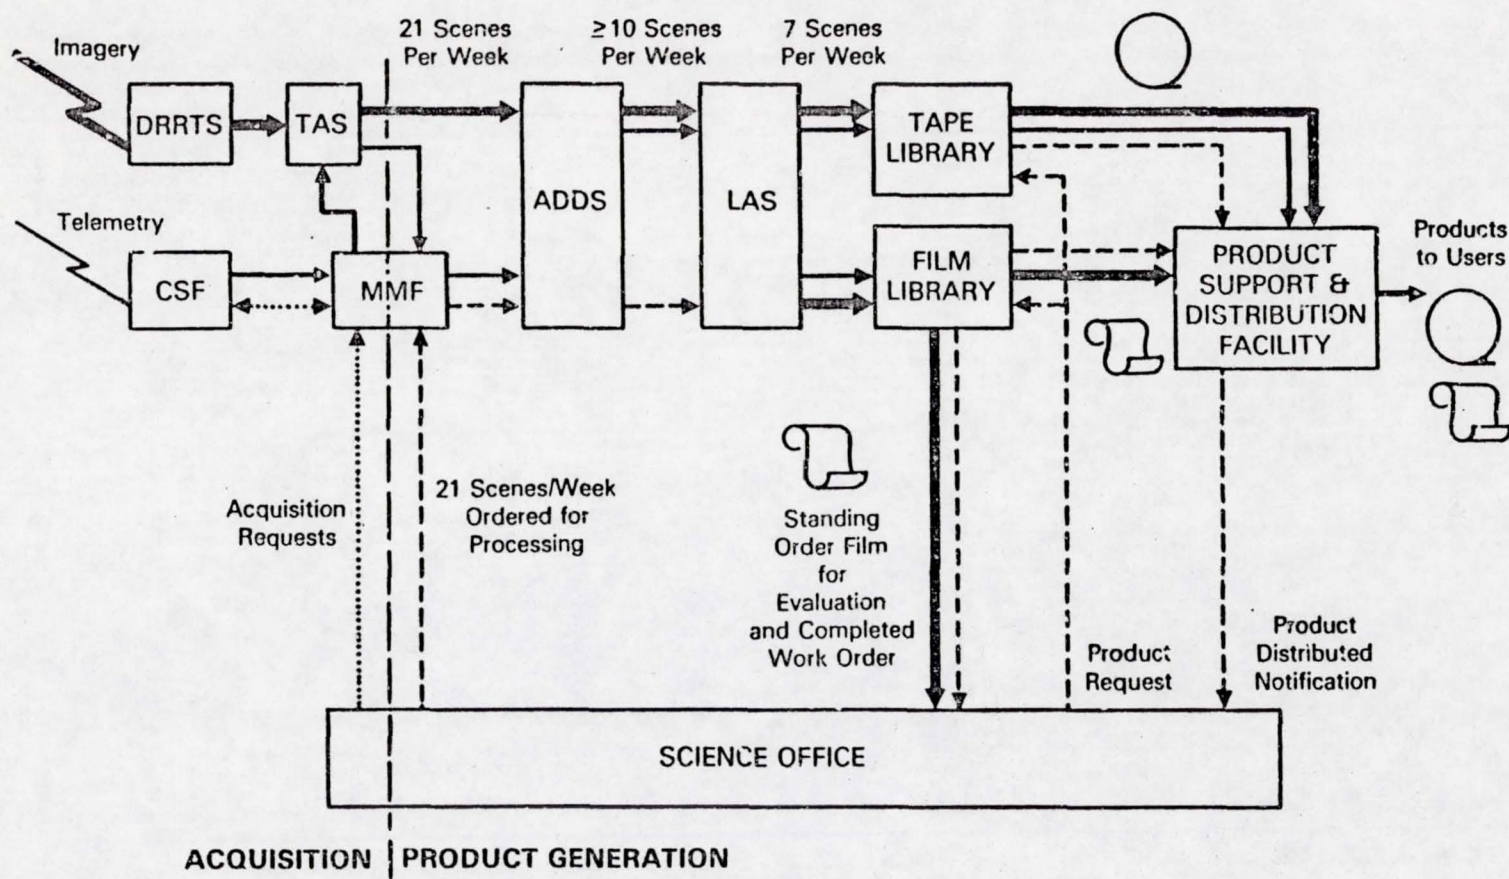 Imagery
21 Scenes
Per Week
≥10 Scenes
Per Week
7 Scenes
Per Week
DRRTS
TAS
ADDS
LAS
TAPE
LIBRARY
Telemetry
CSF
MMF
FILM
LIBRARY
PRODUCT
SUPPORT &
DISTRIBUTION
FACILITY
Products
to Users
Acquisition
Requests
21 Scenes/Week
Ordered for
Processing
Standing
Order Film
for
Evaluation
and Completed
Work Order
Product
Request
Product
Distributed
Notification
SCIENCE OFFICE
ACQUISITION
PRODUCT GENERATION